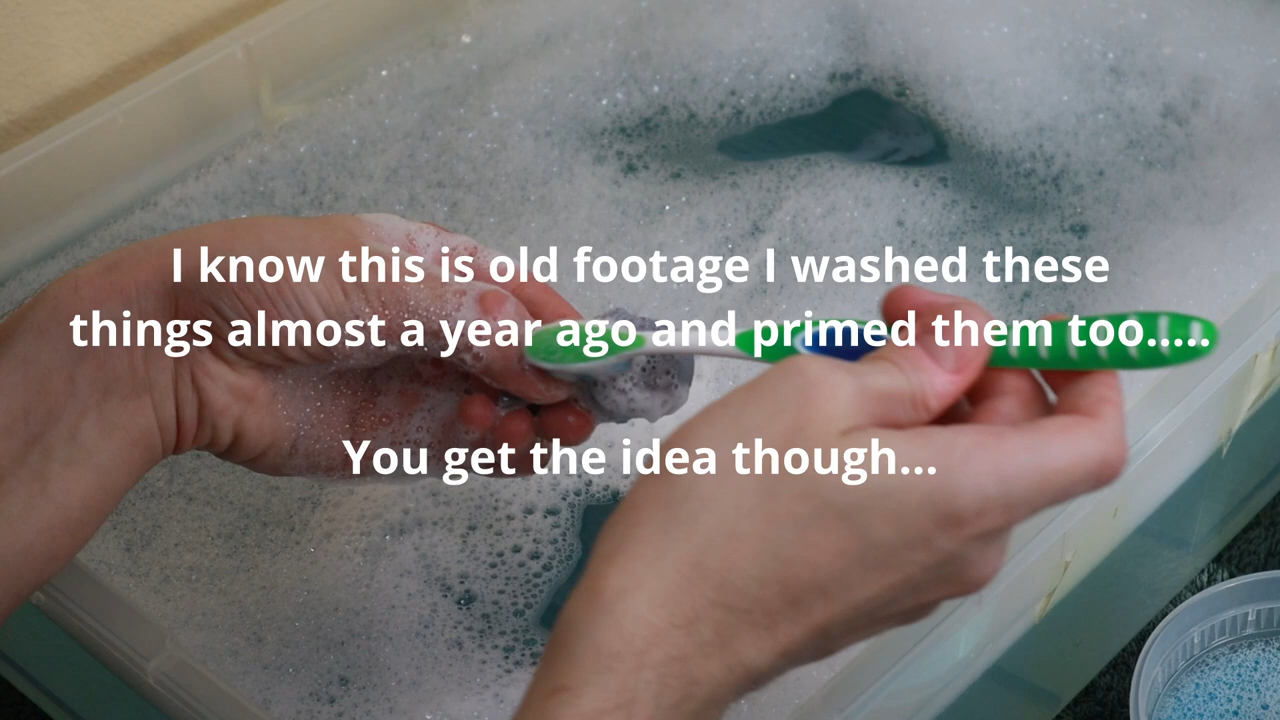 I know this is old footage I washed these
things almost a year ago and primed them too.....
You get the idea though...